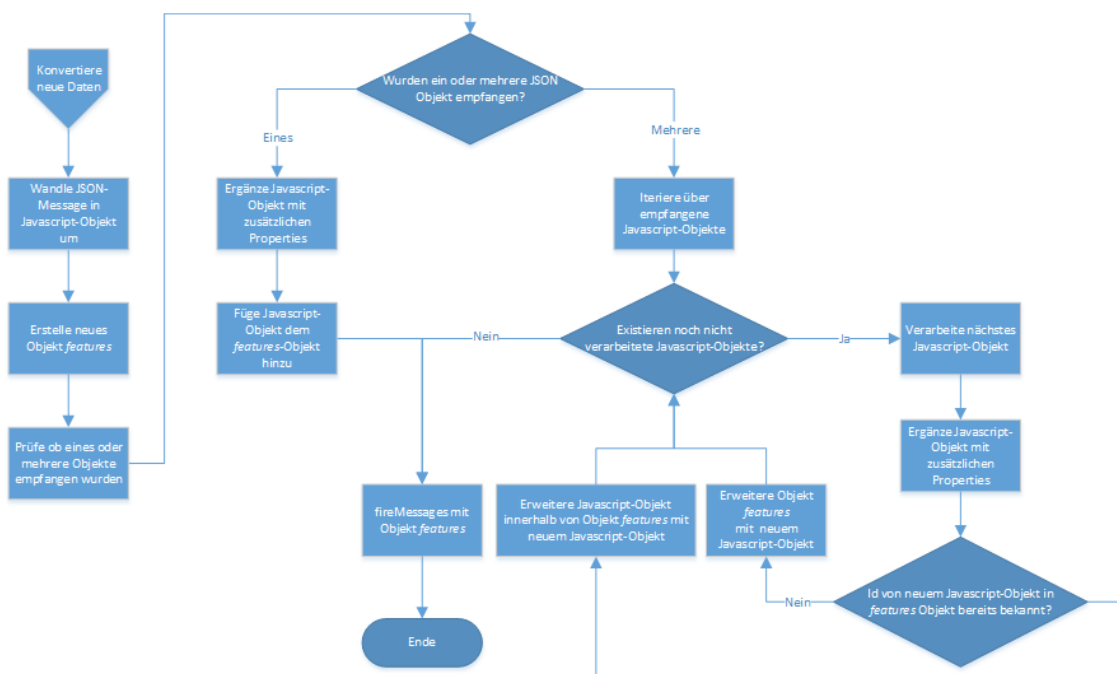 Konvertiere
neue Daten
Wandle JSON-
Message in
Javascript-Objekt
um
Erstelle neues
Objekt features
Prüfe ob eines oder
mehrere Objekte
empfangen wurden
Wurden ein oder mehrere JSON
Objekt empfangen?
Eines
Mehrere
Ergänze Javascript-
Objekt mit
zusätzlichen
Properties
Füge Javascript-
Objekt dem
features-Objekt
hinzu
Iteriere über
empfangene
Javascript-Objekte
Existieren noch nicht
verarbeitete Javascript-Objekte?
Nein
Ja
Verarbeite nächstes
Javascript-Objekt
Ergänze Javascript-
Objekt mit
zusätzlichen
Properties
Id von neuem Javascript-Objekt in
features Objekt bereits bekannt?
Nein
Erweitere Objekt
features
mit neuem
Javascript-Objekt
Erweitere Javascript-Objekt
innerhalb von Objekt features mit
neuem Javascript-Objekt
fireMessages mit
Objekt features
Ende